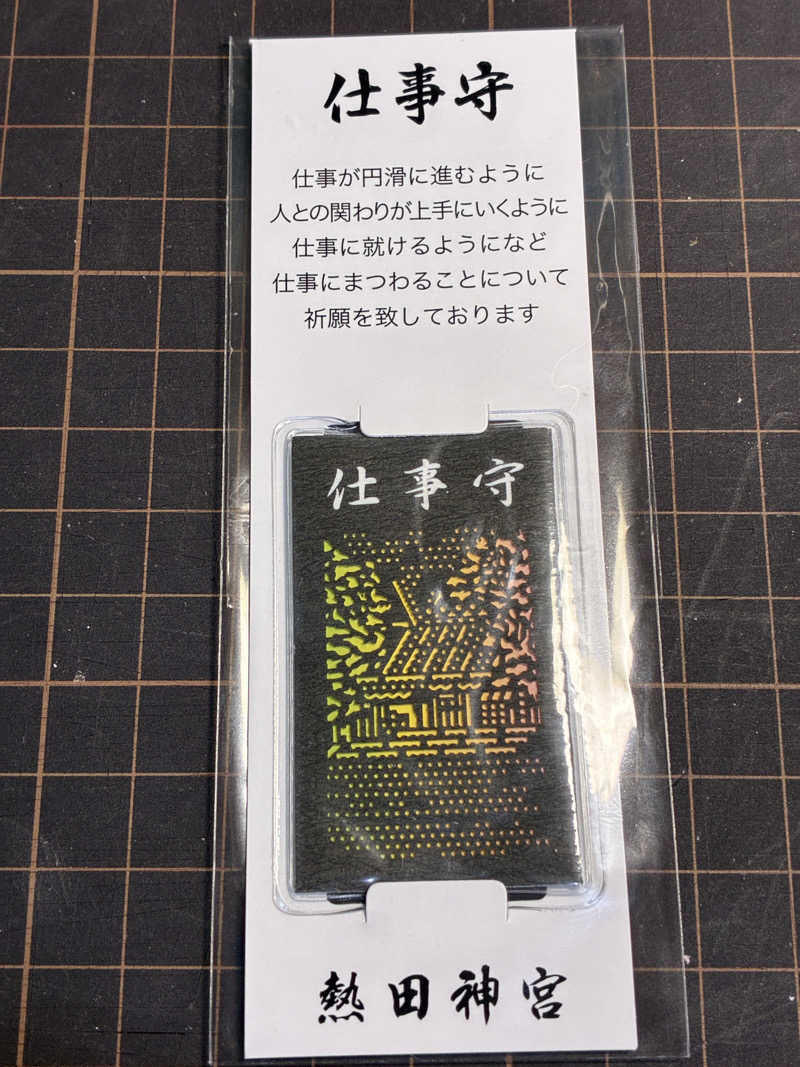 仕事守
仕事が円滑に進むように
人との関わりが上手にいくように
仕事に就けるようになど
仕事にまつわることについて
祈願を致しております
仕事守
熱田神宮